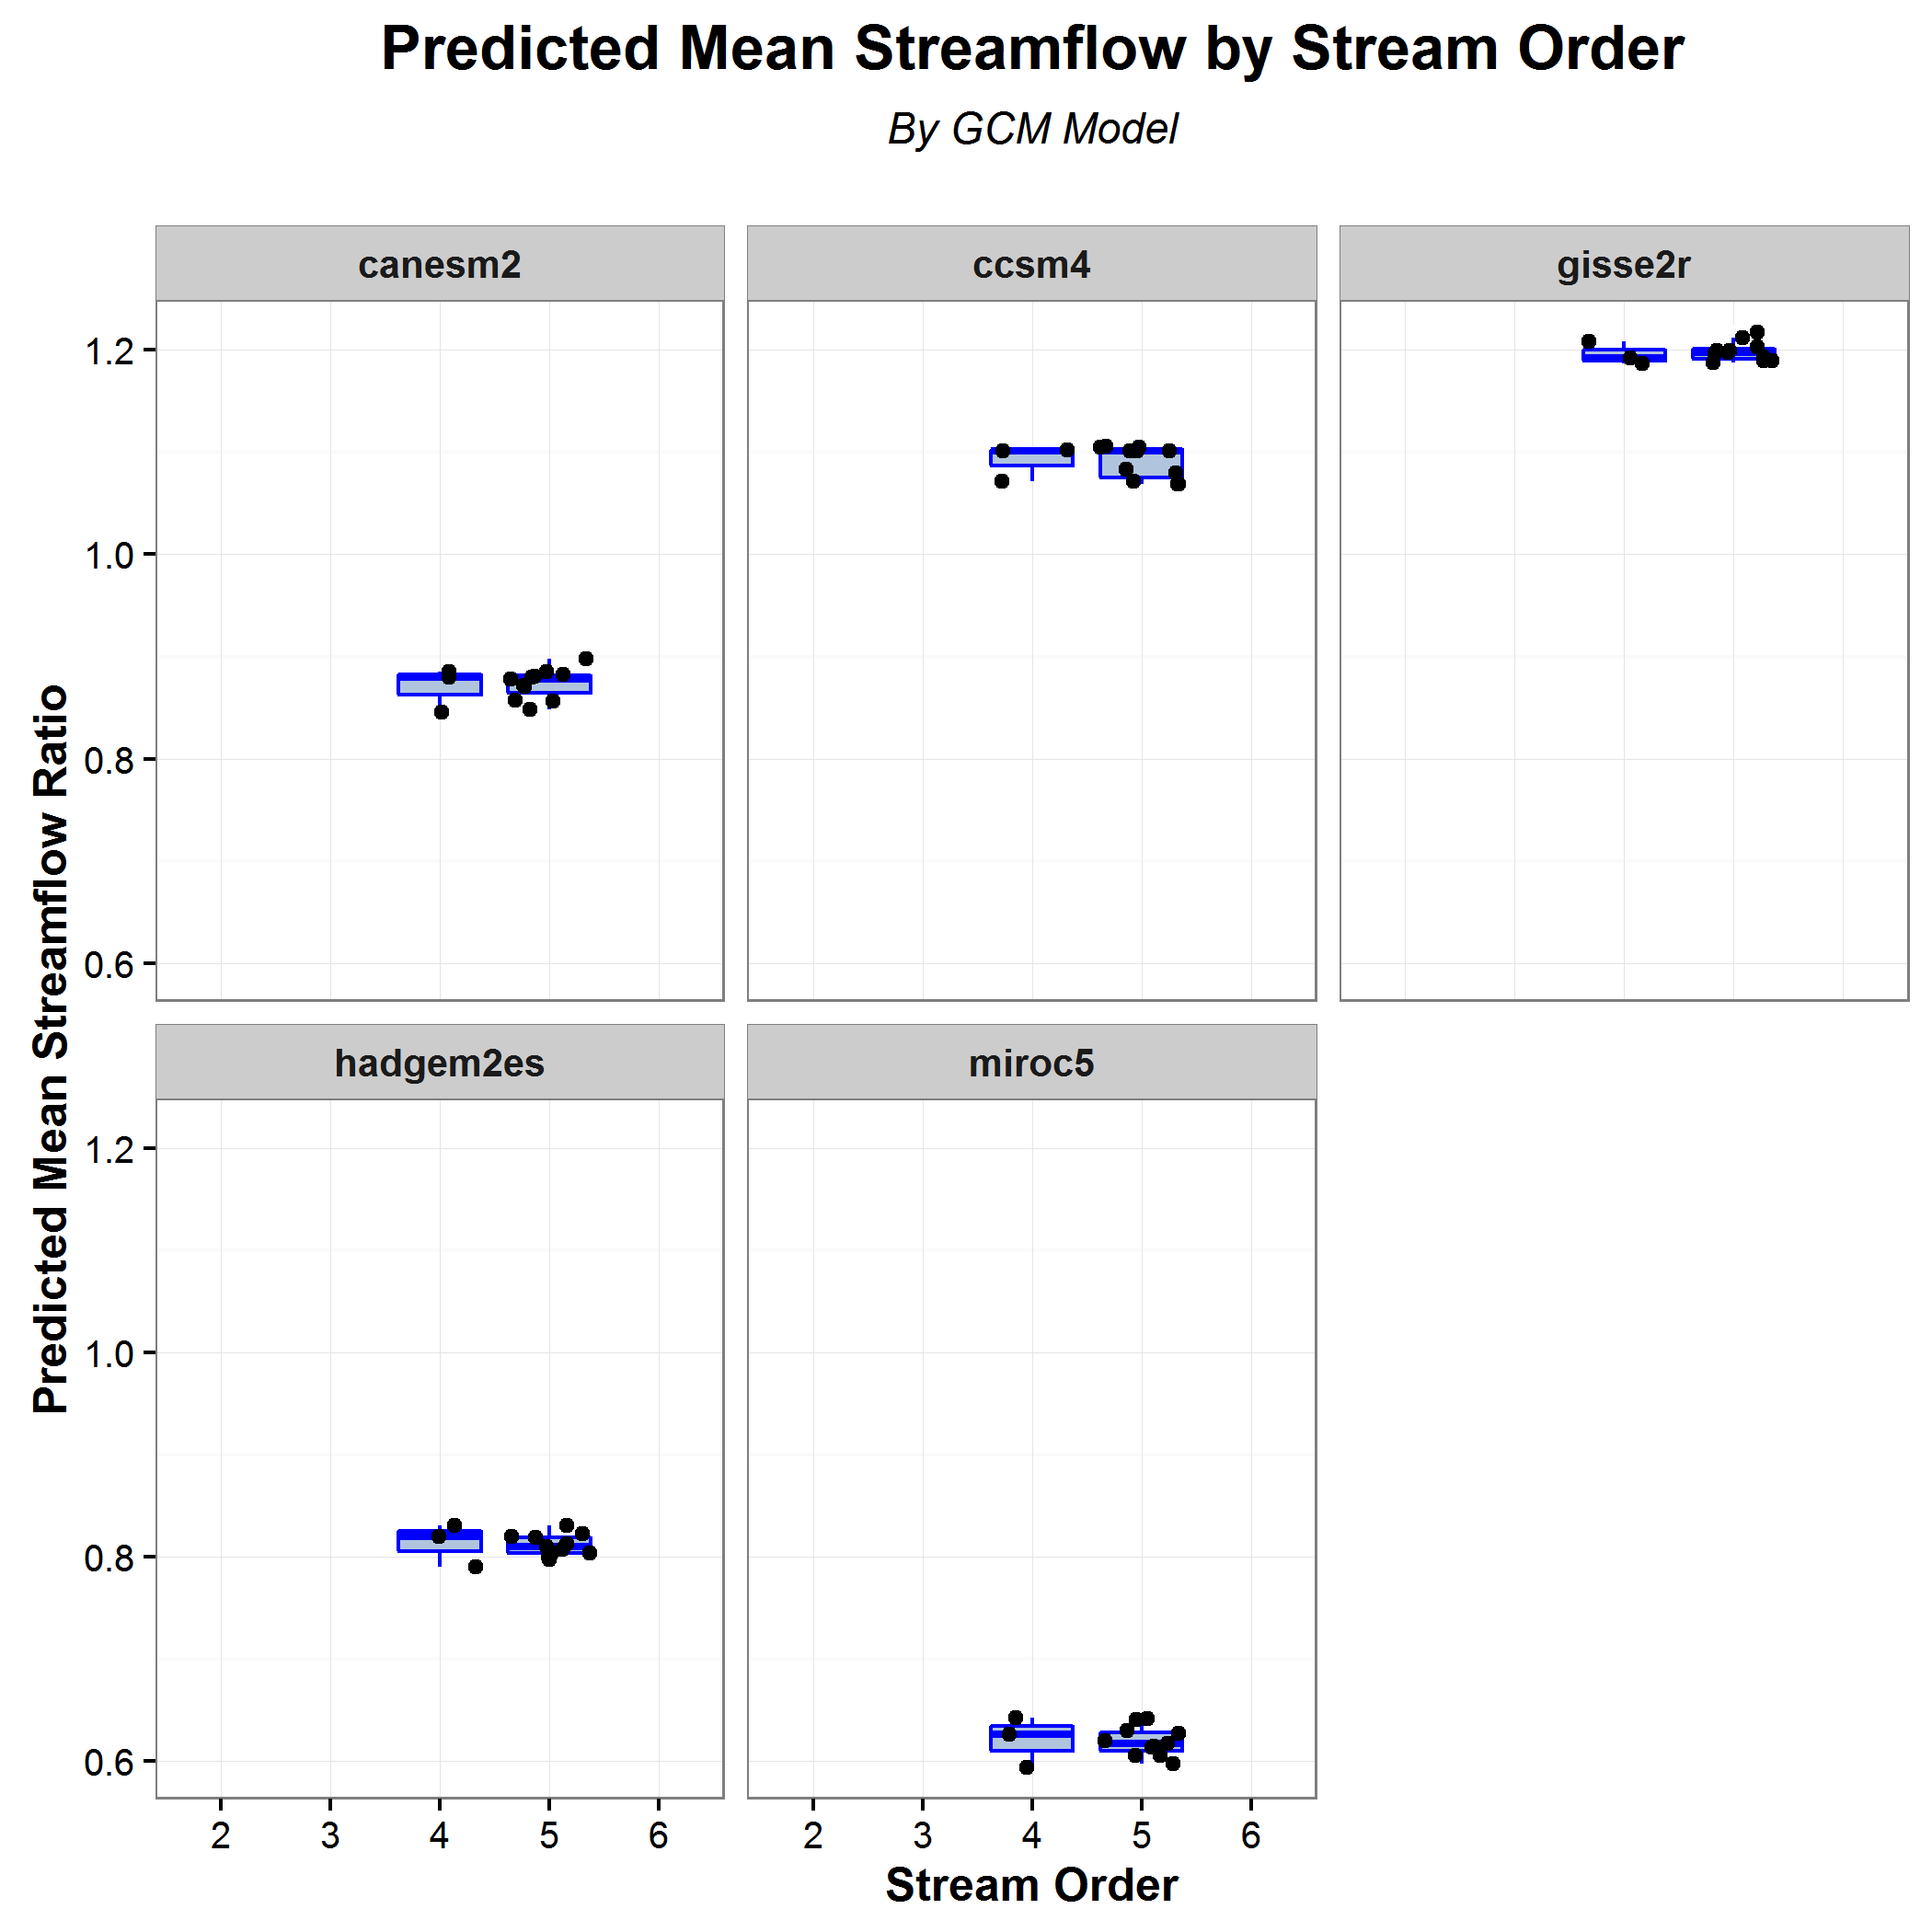 Predicted Mean Streamflow by Stream Order
By GCM Model
canesm2
ccsm4
gisse2r
1.2
1.0
0.8
0.6
Predicted Mean Streamflow Ratio
hadgem2es
miroc5
1.2
1.0
0.8
0.6
2 3 4 5 6
2 3 4 5 6
Stream Order